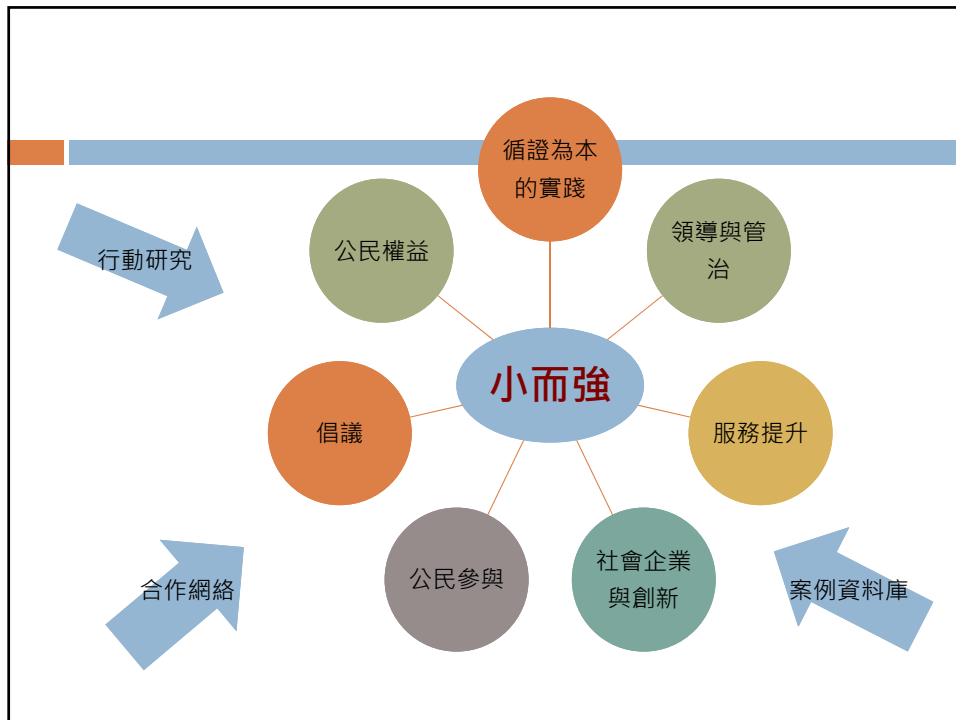 循證為本
的實踐
公民權益
領導與管
治
行動研究
小而強
倡議
服務提升
公民參與
社會企業
與創新
合作網絡
案例資料庫